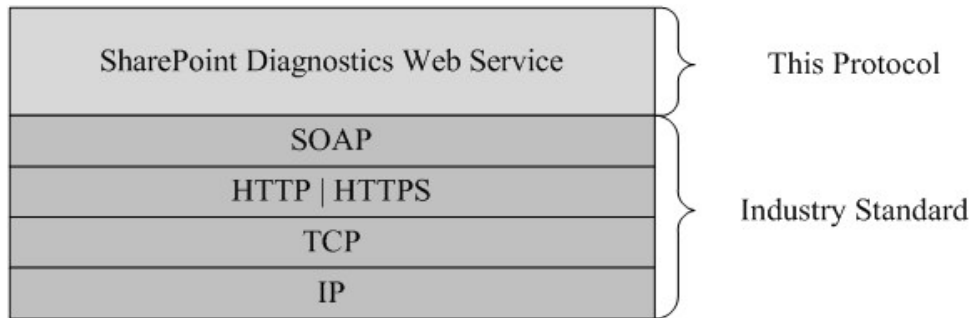 SharePoint Diagnostics Web Service
This Protocol
SOAP
HTTP | HTTPS
Industry Standard
TCP
IP